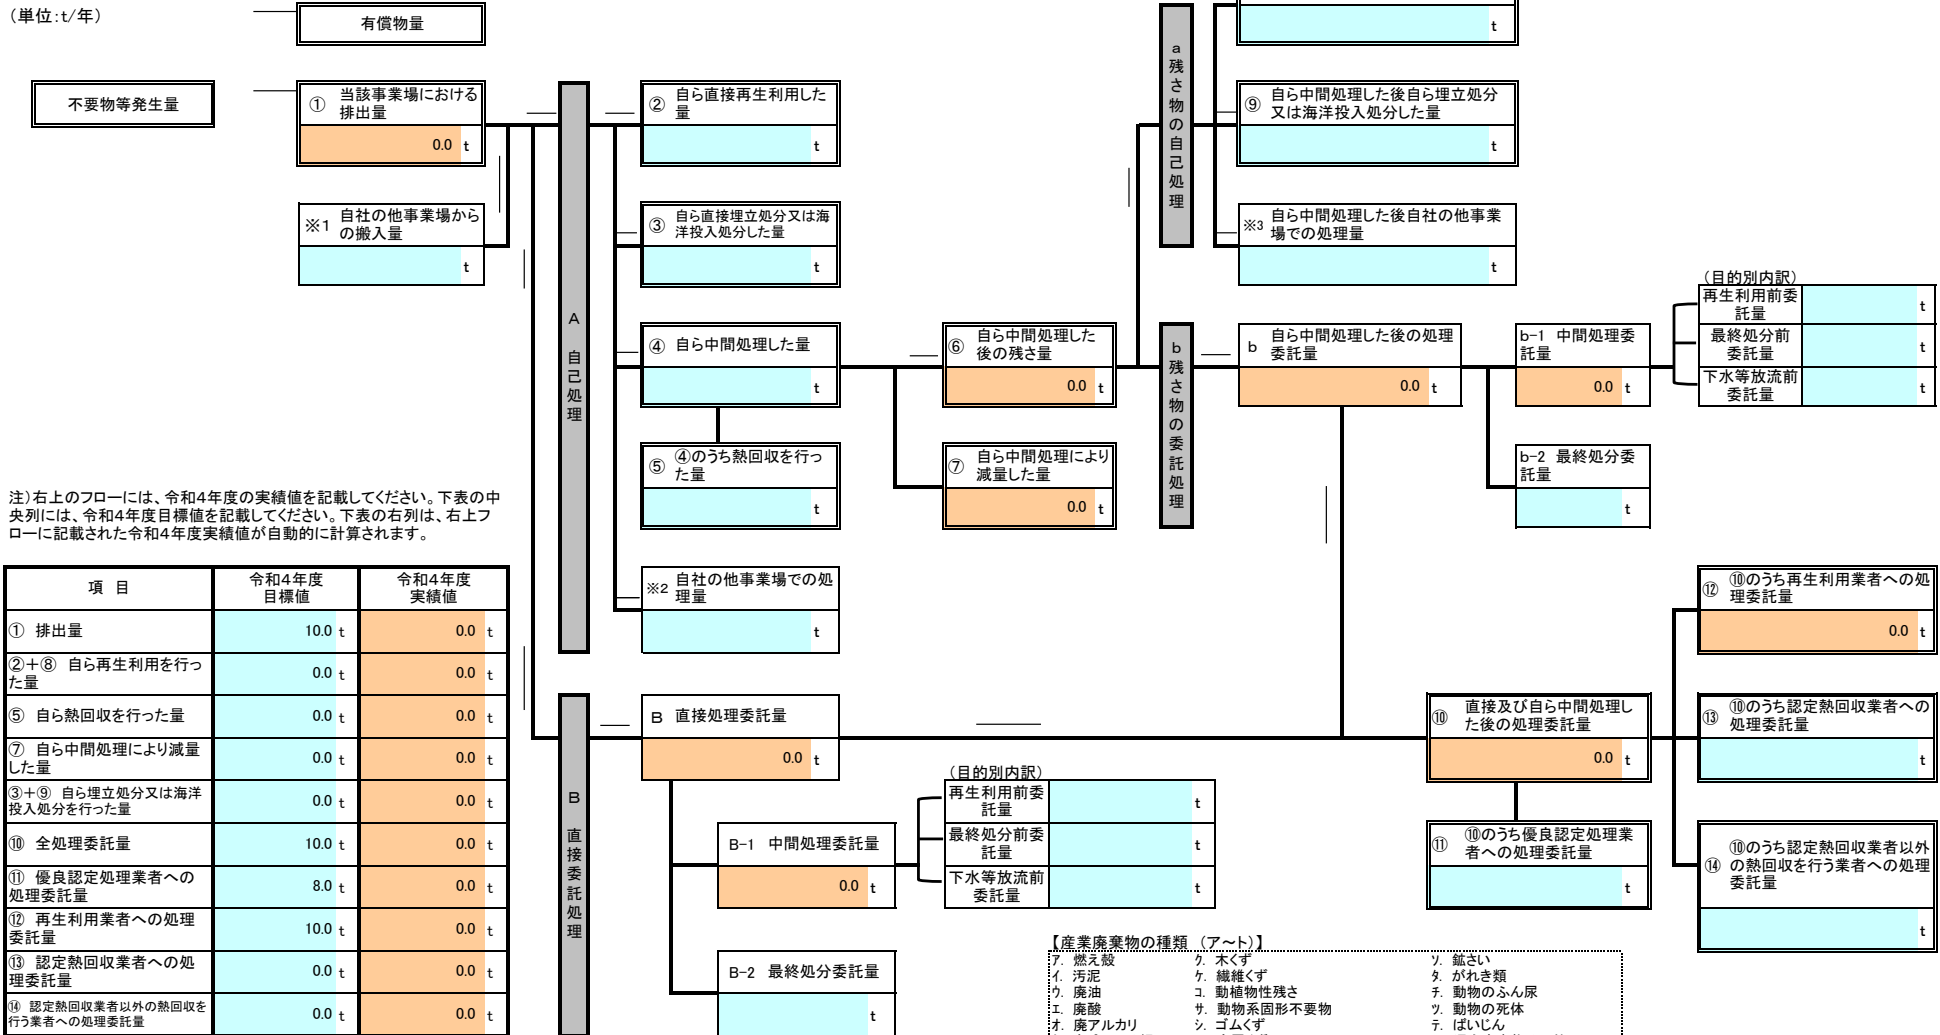 (単位:t/年)
有償物量
不要物等発生量
① 当該事業場における
排出量
0.0 t
※1 自社の他事業場から
の搬入量
t
A 自己処理
② 自ら直接再生利用した
量
t
③ 自ら直接埋立処分又は海
洋投入処分した量
t
④ 自ら中間処理した量
t
⑤ ④のうち熱回収を行っ
た量
t
※2 自社の他事業場での処
理量
t
⑥ 自ら中間処理した
後の残さ量
0.0 t
⑦ 自ら中間処理により
減量した量
0.0 t
a 残さ物の自己処理
t
⑨ 自ら中間処理した後自ら埋立処分
又は海洋投入処分した量
t
※3 自ら中間処理した後自社の他事業
場での処理量
t
b 残さ物の委託処理
b 自ら中間処理した後の処理
委託量
0.0 t
b-1 中間処理委
託量
0.0 t
b-2 最終処分委
託量
t
(目的別内訳)
再生利用前委
託量
t
最終処分前
委託量
t
下水等放流前
委託量
t
注)右上のフローには、令和4年度の実績値を記載してください。下表の中
央列には、令和4年度目標値を記載してください。下表の右列は、右上フ
ローに記載された令和4年度実績値が自動的に計算されます。
項 目 令和4年度
目標値 令和4年度
実績値
① 排出量 10.0 t 0.0 t
②+⑧ 自ら再生利用を行っ
た量 0.0 t 0.0 t
⑤ 自ら熱回収を行った量 0.0 t 0.0 t
⑦ 自ら中間処理により減量
した量 0.0 t 0.0 t
③+⑨ 自ら埋立処分又は海洋
投入処分を行った量 0.0 t 0.0 t
⑩ 全処理委託量 10.0 t 0.0 t
⑪ 優良認定処理業者への
処理委託量 8.0 t 0.0 t
⑫ 再生利用業者への処理
委託量 10.0 t 0.0 t
⑬ 認定熱回収業者への処
理委託量 0.0 t 0.0 t
⑭ 認定熱回収業者以外の熱回収を
行う業者への処理委託量 0.0 t 0.0 t
B 直接委託処理
B 直接処理委託量
0.0 t
B-1 中間処理委託量
0.0 t
B-2 最終処分委託量
t
(目的別内訳)
再生利用前委
託量
t
最終処分前委
託量
t
下水等放流前
委託量
t
⑩ 直接及び自ら中間処理し
た後の処理委託量
0.0 t
⑪ ⑩のうち優良認定処理業
者への処理委託量
t
⑫ ⑩のうち再生利用業者への処
理委託量
0.0 t
⑬ ⑩のうち認定熱回収業者への
処理委託量
t
⑭ ⑩のうち認定熱回収業者以外
の熱回収を行う業者への処理
委託量
t
【産業廃棄物の種類 (ア～ト)】
ア. 燃え殻 ク. 木くず ソ. 鉱さい
イ. 汚泥 ケ. 繊維くず タ. がれき類
ウ. 廃油 コ. 動植物性残さ チ. 動物のふん尿
エ. 廃酸 サ. 動物系固形不要物 ツ. 動物の死体
オ. 廃アルカリ シ. ゴムくず テ. ばいじん